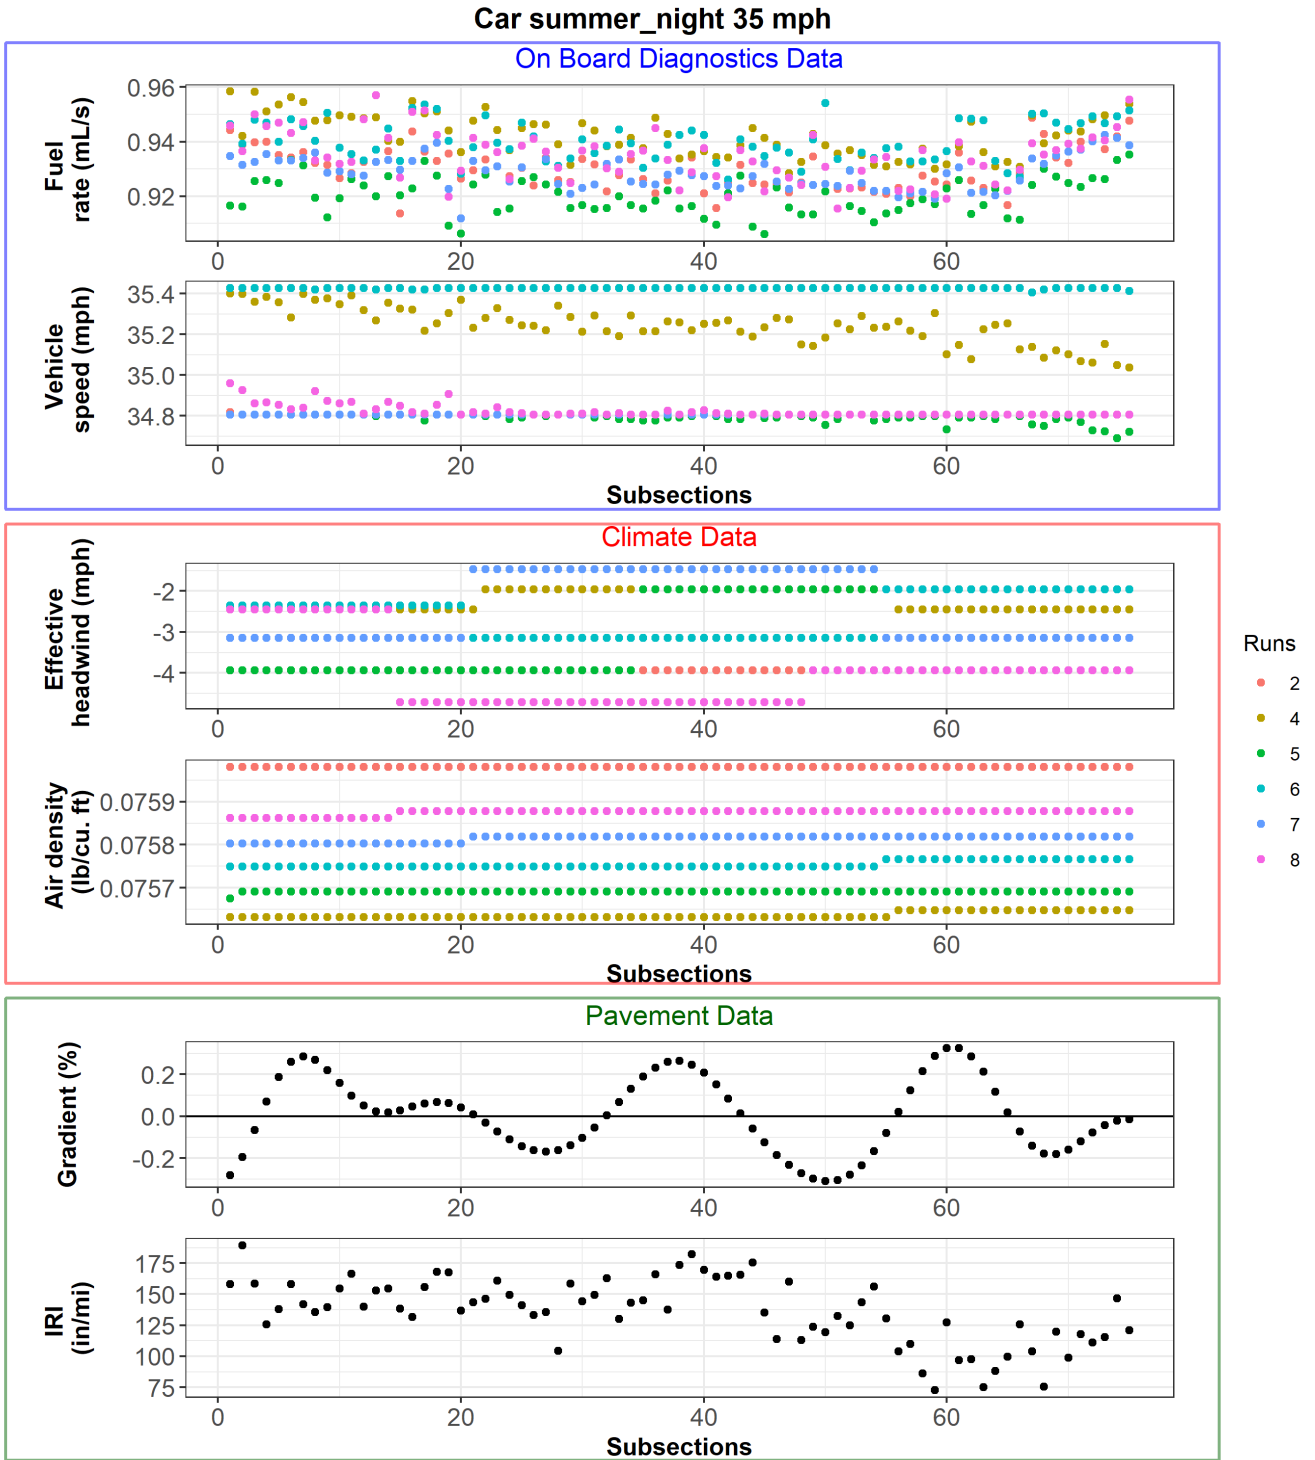 Car summer_night 35 mph
On Board Diagnostics Data
Fuel
rate (mL/s)
0.96
0.94
0.92
0 20 40 60
Vehicle
speed (mph)
35.4
35.2
35.0
34.8
0 20 40 60
Subsections
Climate Data
Effective
headwind (mph)
-2
-3
-4
0 20 40 60
Air density
(lb/cu. ft)
0.0759
0.0758
0.0757
0 20 40 60
Subsections
Runs
2
4
5
6
7
8
Pavement Data
Gradient (%)
0.2
0.0
-0.2
0 20 40 60
IRI
(in/mi)
175
150
125
100
75
0 20 40 60
Subsections